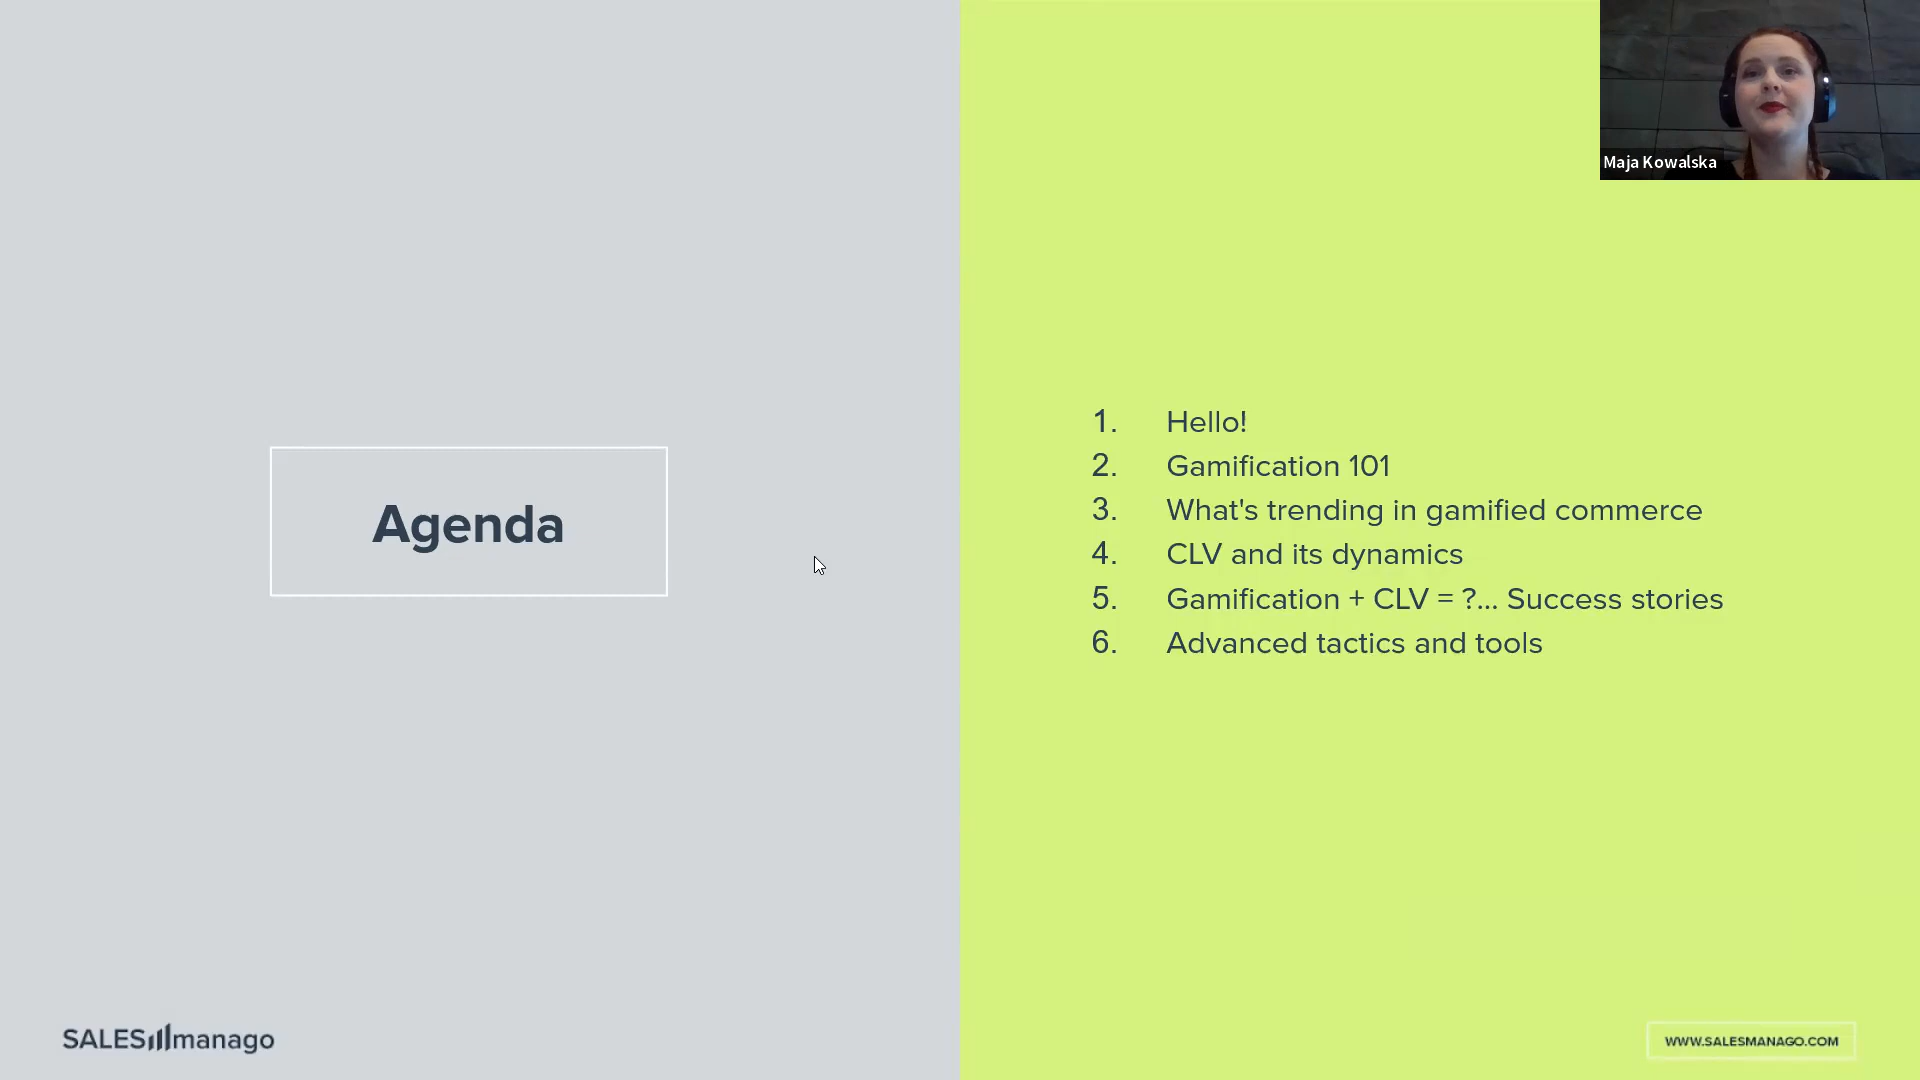 Maja Kowalska
Agenda
1. Hello!
2. Gamification 101
3. What's trending in gamified commerce
4. CLV and its dynamics
5. Gamification + CLV = ?... Success stories
6. Advanced tactics and tools
SALESmanago
WWW.SALESMANAGO.COM